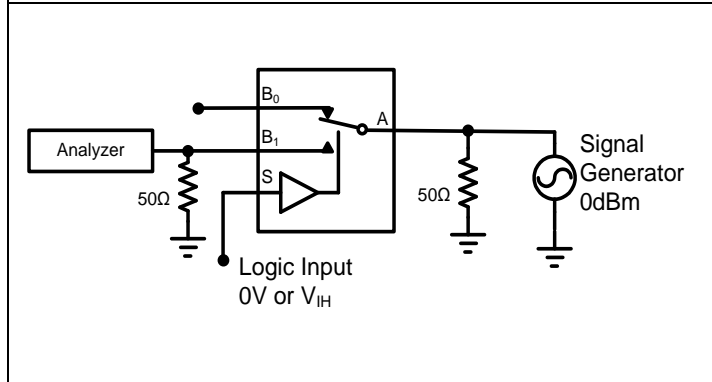 B₀
A
Analyzer
B₁
S
50Ω
50Ω
Signal
Generator
0dBm
Logic Input
0V or VIH